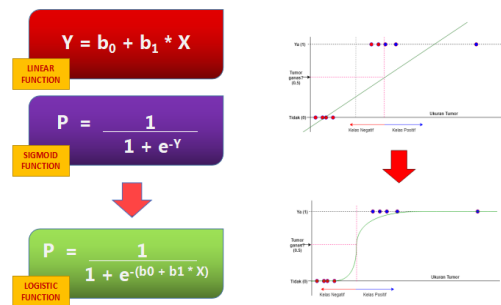 Y = b0 + b1 * X
LINEAR
FUNCTION
P = 1
1 + e-Y
SIGMOID
FUNCTION
P = 1
1 + e-(b0 + b1 * X)
LOGISTIC
FUNCTION
Ya (1)
Tumor
ganas?
(0.5)
Tidak (0)
Ukuran Tumor
Kelas Negatif
Kelas Positif
Ya (1)
Tumor
ganas?
(0.5)
Tidak (0)
Ukuran Tumor
Kelas Negatif
Kelas Positif